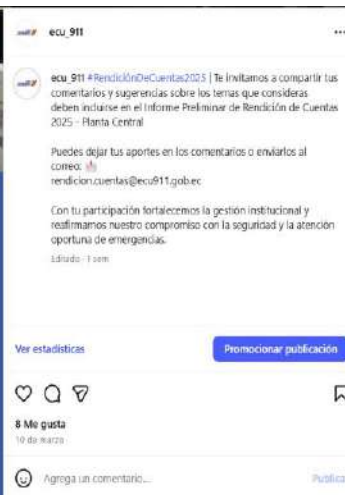 ecu_911
ecu_911 #RendiciónDeCuentas2025 | Te invitamos a compartir tus
comentarios y sugerencias sobre los temas que consideras
deben incluirse en el Informe Preliminar de Rendición de Cuentas
2025 - Planta Central
Puedes dejar tus aportes en los comentarios o enviarlos al
correo:
rendicion.cuentas@ecu911.gob.ec
Con tu participación fortalecemos la gestión institucional y
reafirmamos nuestro compromiso con la seguridad y la atención
oportuna de emergencias.
Editado · 1 sem
Ver estadísticas
Promocionar publicación
8 Me gusta
10 de marzo
Agrega un comentario...
Publica